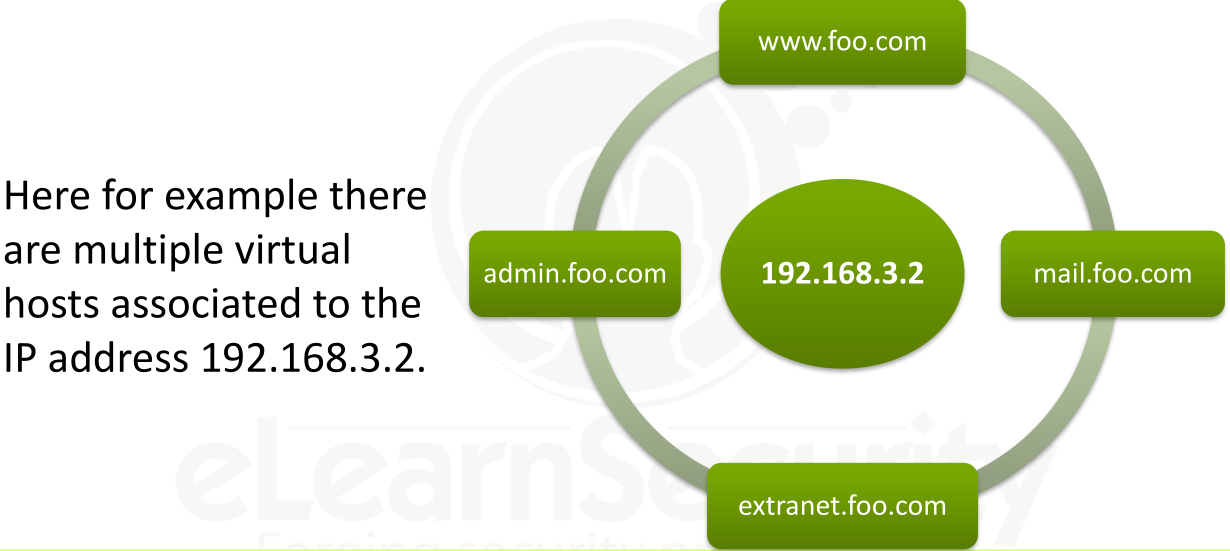 Here for example there
are multiple virtual
hosts associated to the
IP address 192.168.3.2.
www.foo.com
admin.foo.com
192.168.3.2
mail.foo.com
extranet.foo.com
eLearnSecurity
Forging security pr